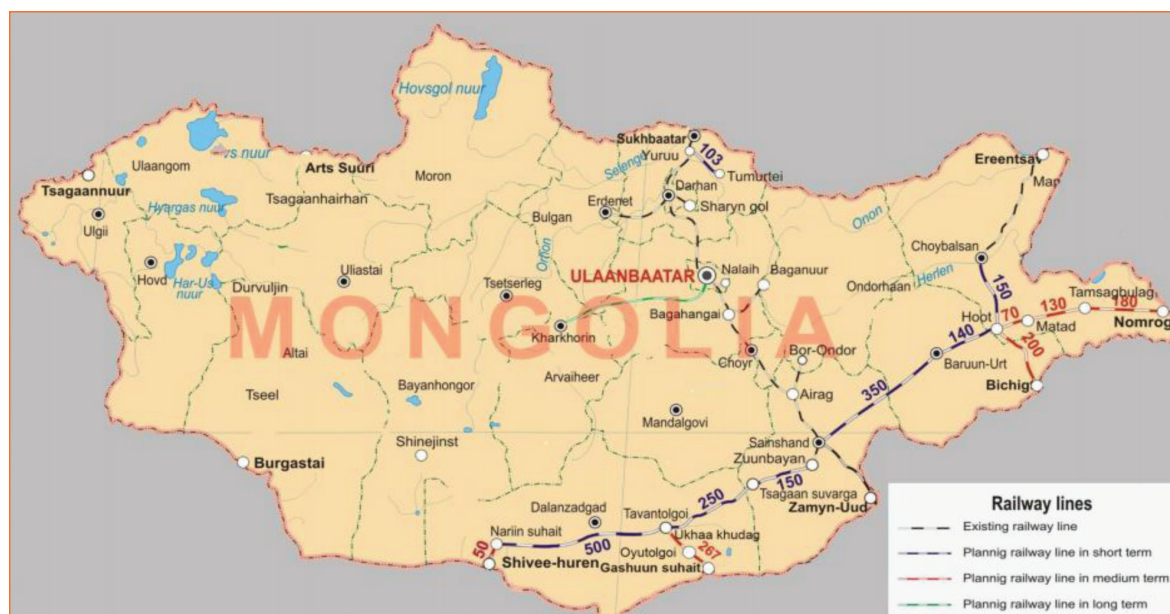 Hovsgol nuur
Sukhbaatar
Yuruu
103
Tumurtei
Selenge
Ulaangom
Arts Suuri
Tsagaannuur
Tsagaanhairhan
Moron
Ereentsav
Darhan
Sharyn gol
Erdenet
Bulgan
Hyargas nuur
Ulgii
Onon
Orhon
Choybalsan
Hovd
Har-Us
nuur
Durvuljin
Uliastai
Tsetserleg
ULAANBAATAR
Nalaih
Baganuur
Ondorhaan
Herlen
150
Tamsagbulag
MONGOLIA
Bagahangai
Hoot
70
130
180
Matad
Nomrog
Kharkhorin
140
200
Altai
Choyr
Bor-Ondor
Baruun-Urt
Arvaiheer
Bayanhongor
Bichig
Tseel
350
Airag
Mandalgovi
Shinejinst
Sainshand
Burgastai
Zuunbayan
150
Tsagaan suvarga
250
Zamyn-Uud
Dalanzadgad
Tavantolgoi
Nariin suhait
Ukhaa khudag
500
50
Oyutolgoi
267
Shivee-huren
Gashuun suhait
Railway lines
Existing railway line
Plannig railway line in short term
Plannig railway line in medium term
Plannig railway line in long term